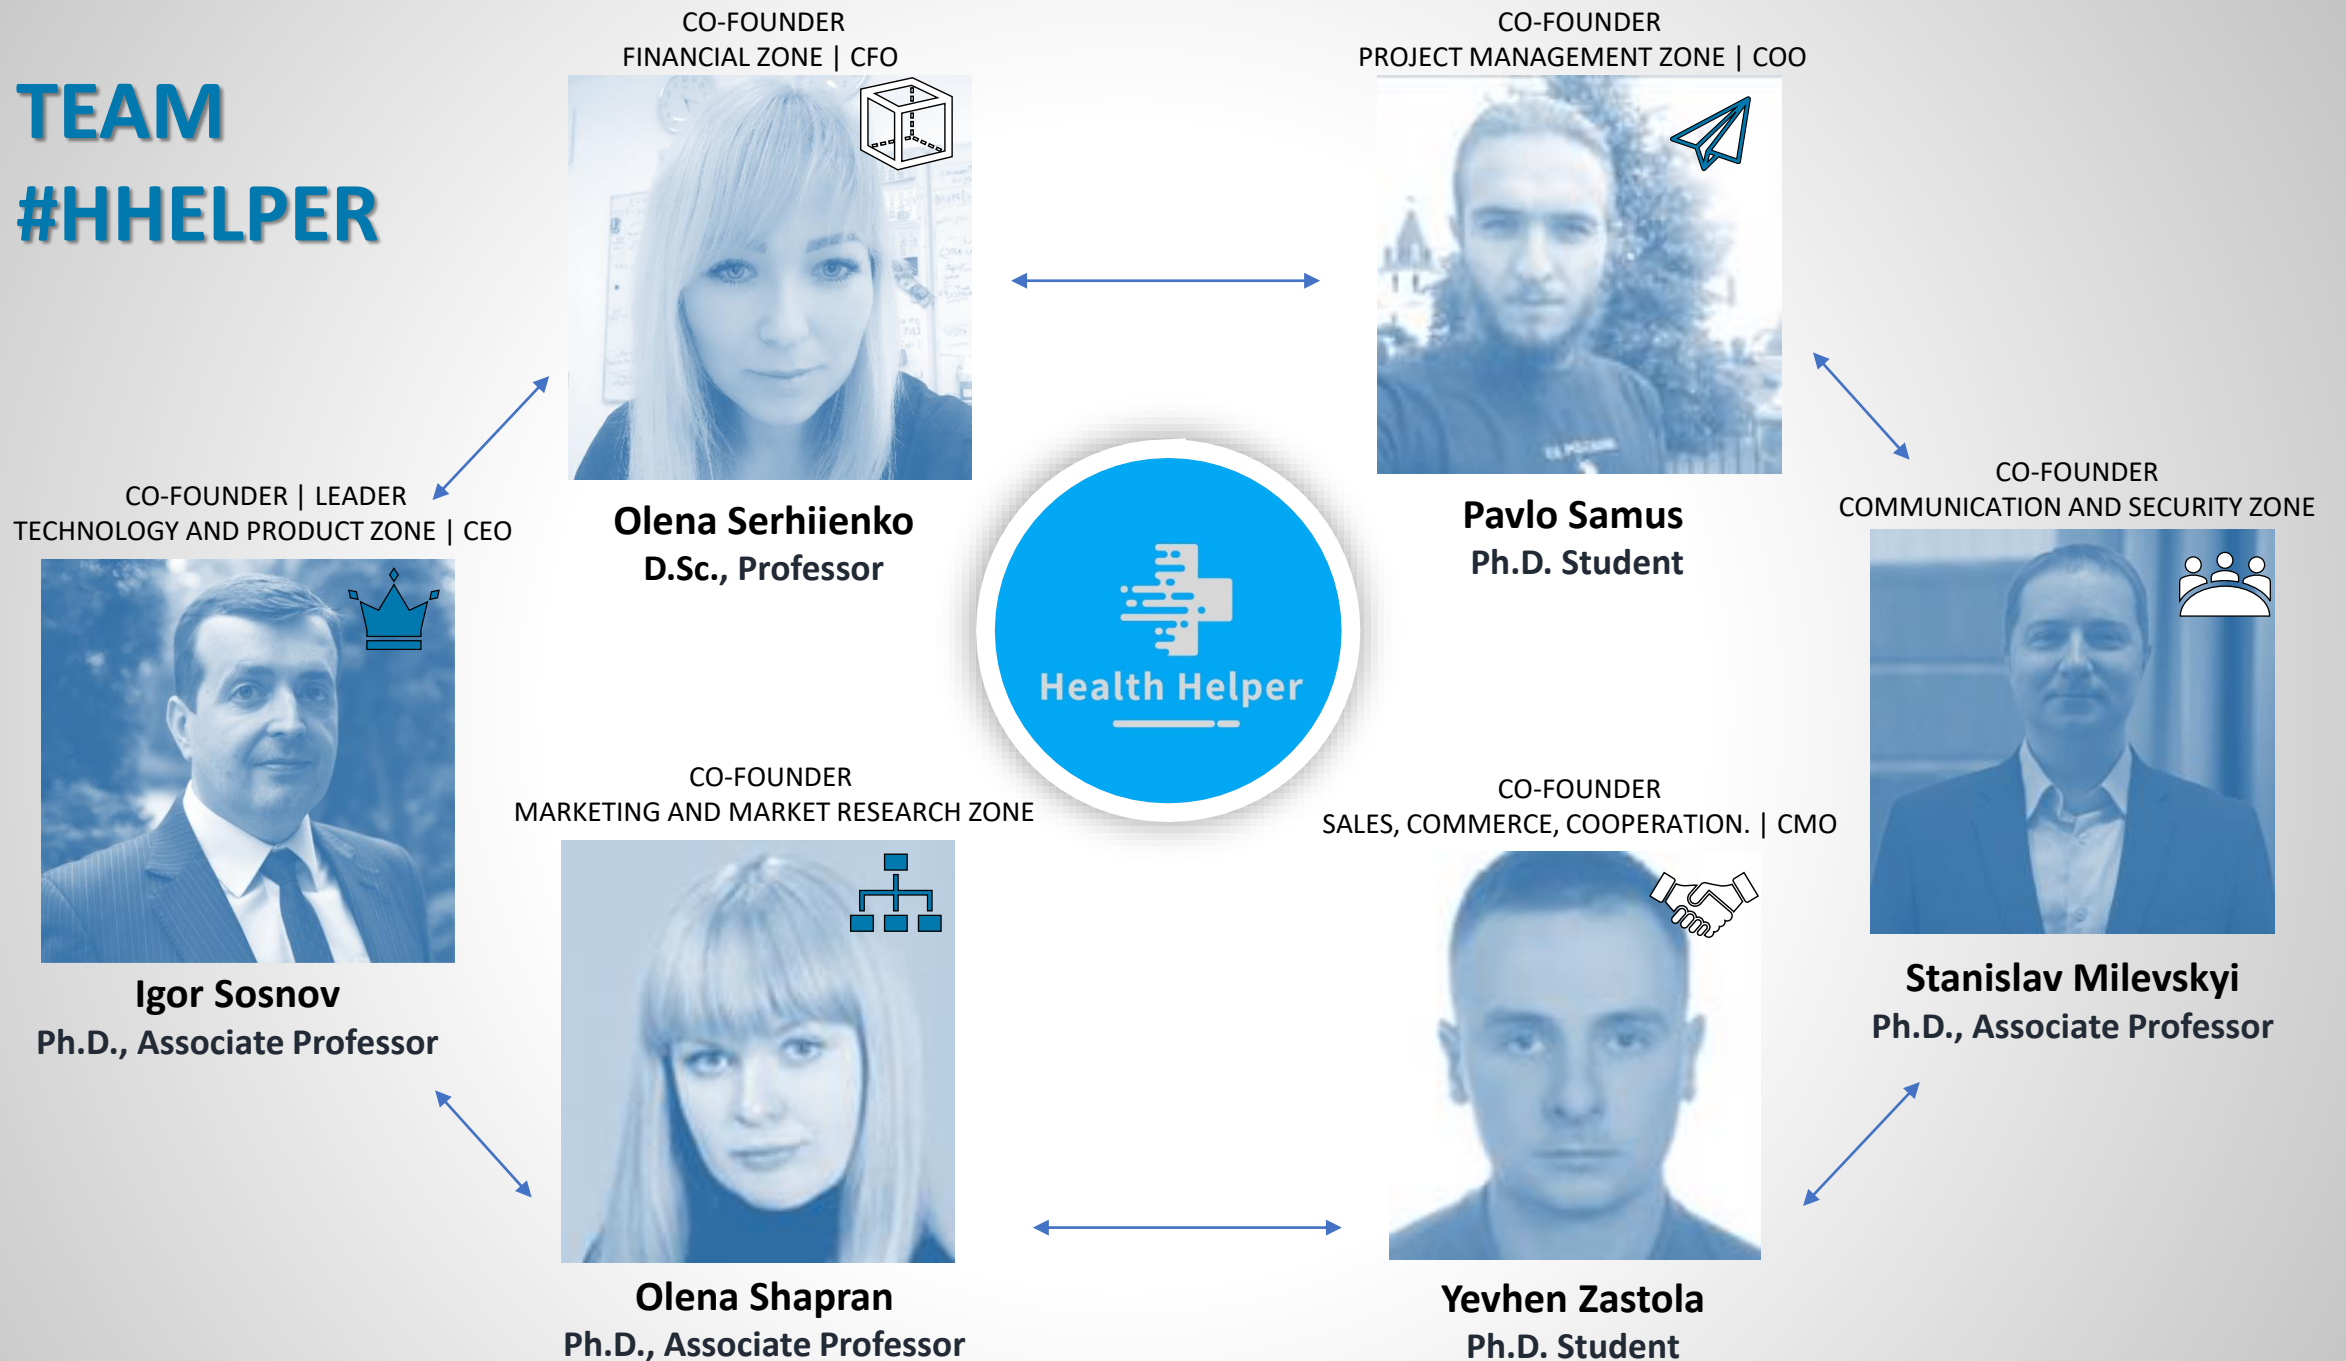 TEAM
#HHELPER
CO-FOUNDER
FINANCIAL ZONE | CFO
Olena Serhiienko
D.Sc., Professor
CO-FOUNDER
PROJECT MANAGEMENT ZONE | COO
Pavlo Samus
Ph.D. Student
CO-FOUNDER | LEADER
TECHNOLOGY AND PRODUCT ZONE | CEO
Igor Sosnov
Ph.D., Associate Professor
Health Helper
CO-FOUNDER
COMMUNICATION AND SECURITY ZONE
Stanislav Milevskyi
Ph.D., Associate Professor
CO-FOUNDER
MARKETING AND MARKET RESEARCH ZONE
Olena Shapran
Ph.D., Associate Professor
CO-FOUNDER
SALES, COMMERCE, COOPERATION. | CMO
Yevhen Zastola
Ph.D. Student